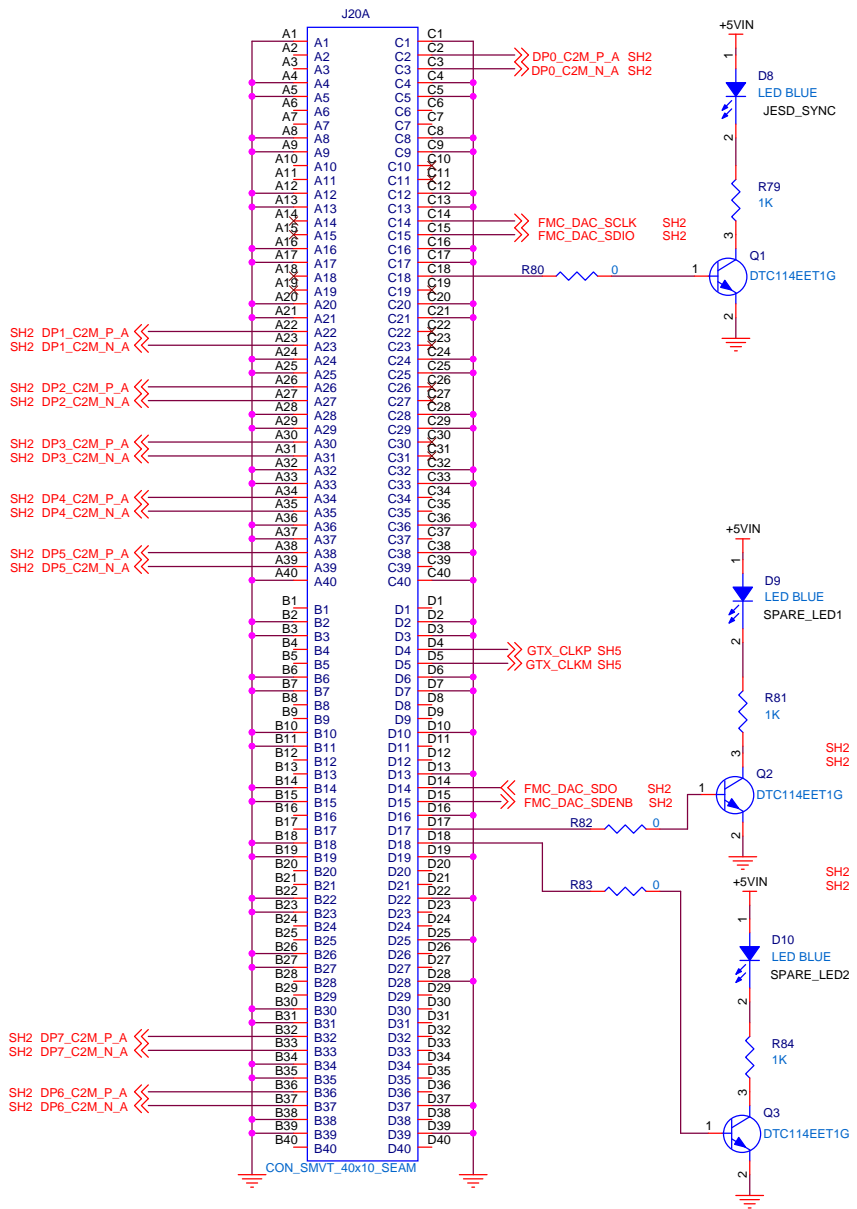 J20A
A1 A1 C1 C1
A2 A2 C2 C2 DP0_C2M_P_A SH2
A3 A3 C3 C3 DP0_C2M_N_A SH2
A4 A4 C4 C4
A5 A5 C5 C5
A6 A6 C6 C6
A7 A7 C7 C7
A8 A8 C8 C8
A9 A9 C9 C9
A10 A10 C10 C10
A11 A11 C11 C11
A12 A12 C12 C12
A13 A13 C13 C13
A14 A14 C14 C14 FMC_DAC_SCLK SH2
A15 A15 C15 C15 FMC_DAC_SDIO SH2
A16 A16 C16 C16
A17 A17 C17 C17
A18 A18 C18 C18 R80 0
A19 A19 C19 C19
A20 A20 C20 C20
A21 A21 C21 C21
SH2 DP1_C2M_P_A A22 A22 C22 C22
SH2 DP1_C2M_N_A A23 A23 C23 C23
A24 A24 C24 C24
A25 A25 C25 C25
SH2 DP2_C2M_P_A A26 A26 C26 C26
SH2 DP2_C2M_N_A A27 A27 C27 C27
A28 A28 C28 C28
A29 A29 C29 C29
SH2 DP3_C2M_P_A A30 A30 C30 C30
SH2 DP3_C2M_N_A A31 A31 C31 C31
A32 A32 C32 C32
A33 A33 C33 C33
SH2 DP4_C2M_P_A A34 A34 C34 C34
SH2 DP4_C2M_N_A A35 A35 C35 C35
A36 A36 C36 C36
A37 A37 C37 C37
SH2 DP5_C2M_P_A A38 A38 C38 C38
SH2 DP5_C2M_N_A A39 A39 C39 C39
A40 A40 C40 C40
B1 B1 D1 D1
B2 B2 D2 D2
B3 B3 D3 D3
B4 B4 D4 D4 GTX_CLKP SH5
B5 B5 D5 D5 GTX_CLKM SH5
B6 B6 D6 D6
B7 B7 D7 D7
B8 B8 D8 D8
B9 B9 D9 D9
B10 B10 D10 D10
B11 B11 D11 D11
B12 B12 D12 D12
B13 B13 D13 D13
B14 B14 D14 D14 FMC_DAC_SDO SH2
B15 B15 D15 D15 FMC_DAC_SDENB SH2
B16 B16 D16 D16
B17 B17 D17 D17 R82 0
B18 B18 D18 D18
B19 B19 D19 D19
B20 B20 D20 D20
B21 B21 D21 D21 R83 0
B22 B22 D22 D22
B23 B23 D23 D23
B24 B24 D24 D24
B25 B25 D25 D25
B26 B26 D26 D26
B27 B27 D27 D27
B28 B28 D28 D28
B29 B29 D29 D29
B30 B30 D30 D30
B31 B31 D31 D31
SH2 DP7_C2M_P_A B32 B32 D32 D32
SH2 DP7_C2M_N_A B33 B33 D33 D33
B34 B34 D34 D34
B35 B35 D35 D35
SH2 DP6_C2M_P_A B36 B36 D36 D36
SH2 DP6_C2M_N_A B37 B37 D37 D37
B38 B38 D38 D38
B39 B39 D39 D39
B40 B40 D40 D40
CON_SMVT_40x10_SEAM
+5VIN
1
D8
LED BLUE
JESD_SYNC
2
R79
1K
3
Q1
1
DTC114EET1G
2
+5VIN
1
D9
LED BLUE
SPARE_LED1
2
R81
1K
3
SH2
SH2
Q2
1
DTC114EET1G
2
SH2
SH2
+5VIN
1
D10
LED BLUE
SPARE_LED2
2
R84
1K
3
Q3
1
DTC114EET1G
2